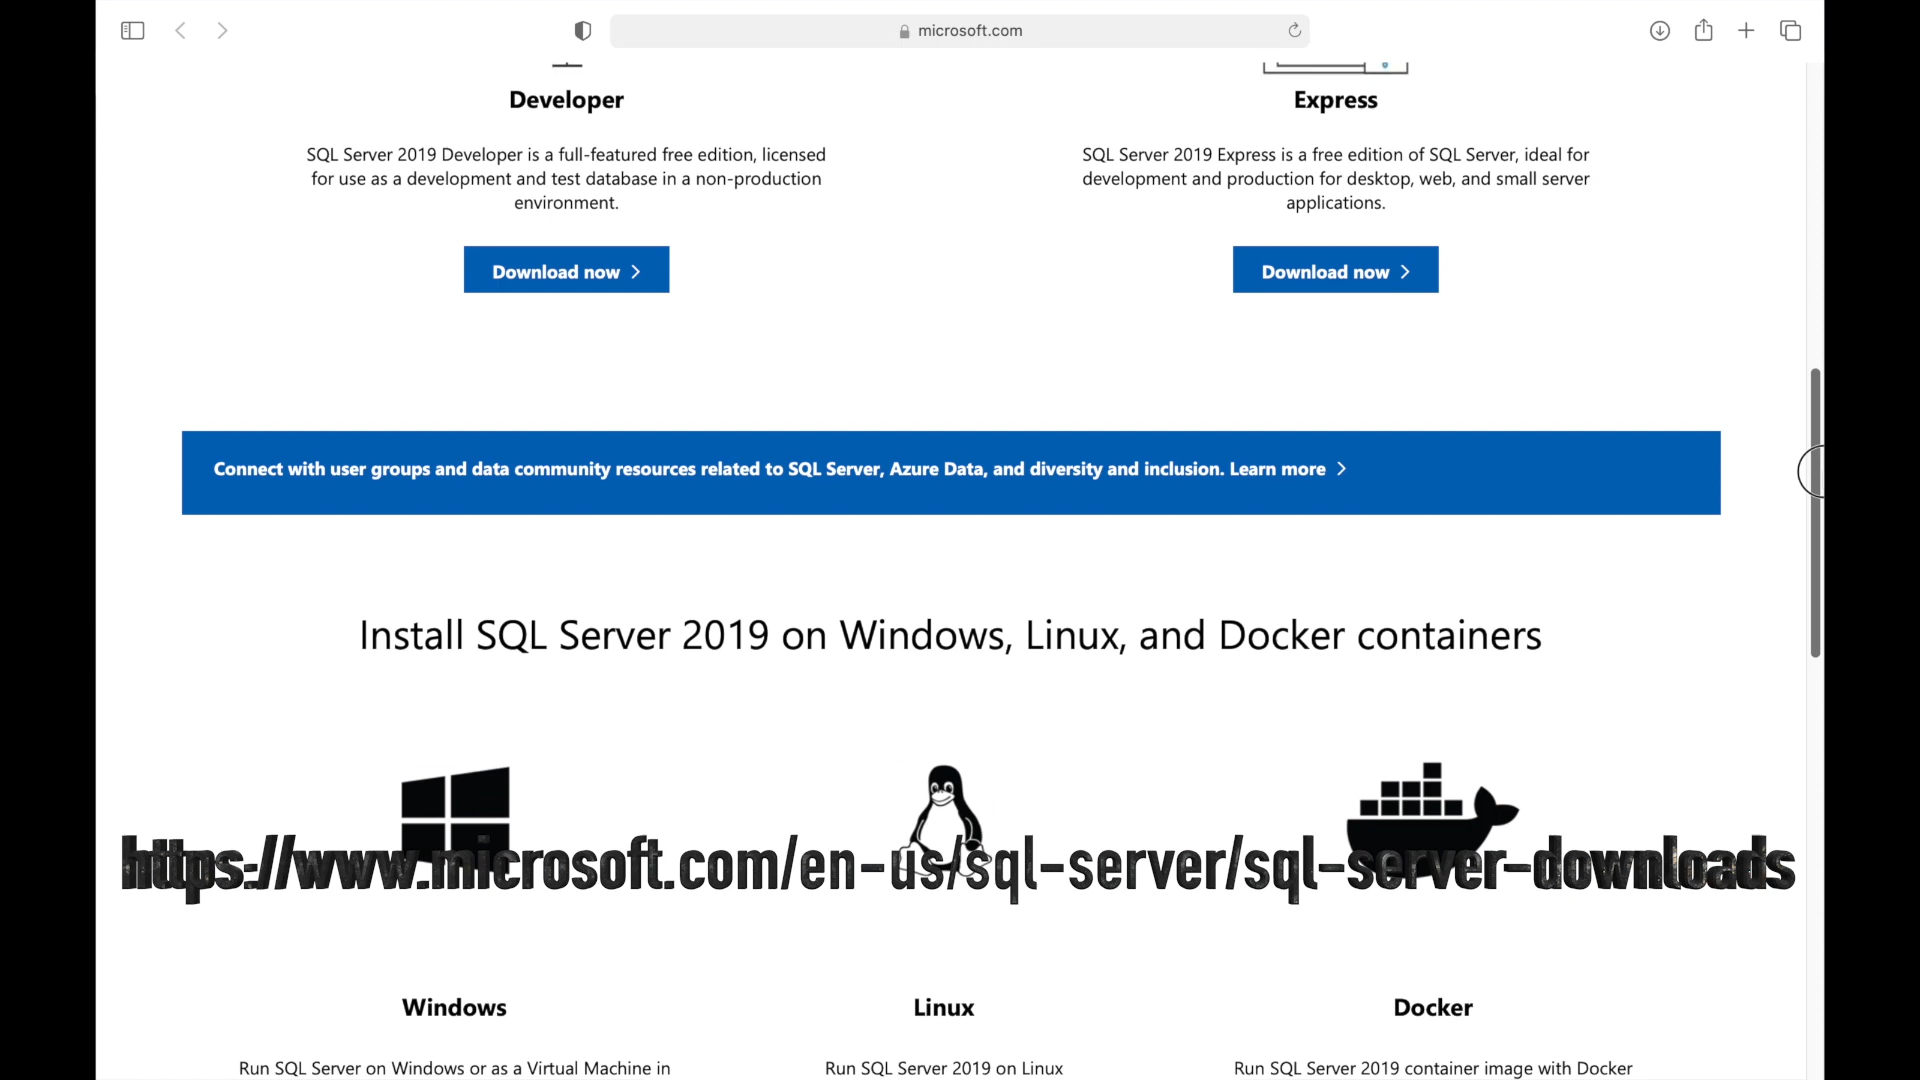 microsoft.com
Developer
SQL Server 2019 Developer is a full-featured free edition, licensed
for use as a development and test database in a non-production
environment.
Download now
Express
SQL Server 2019 Express is a free edition of SQL Server, ideal for
development and production for desktop, web, and small server
applications.
Download now
Connect with user groups and data community resources related to SQL Server, Azure Data, and diversity and inclusion. Learn more
Install SQL Server 2019 on Windows, Linux, and Docker containers
https://www.microsoft.com/en-us/sql-server/sql-server-downloads
Windows
Run SQL Server on Windows or as a Virtual Machine in
Linux
Run SQL Server 2019 on Linux
Docker
Run SQL Server 2019 container image with Docker